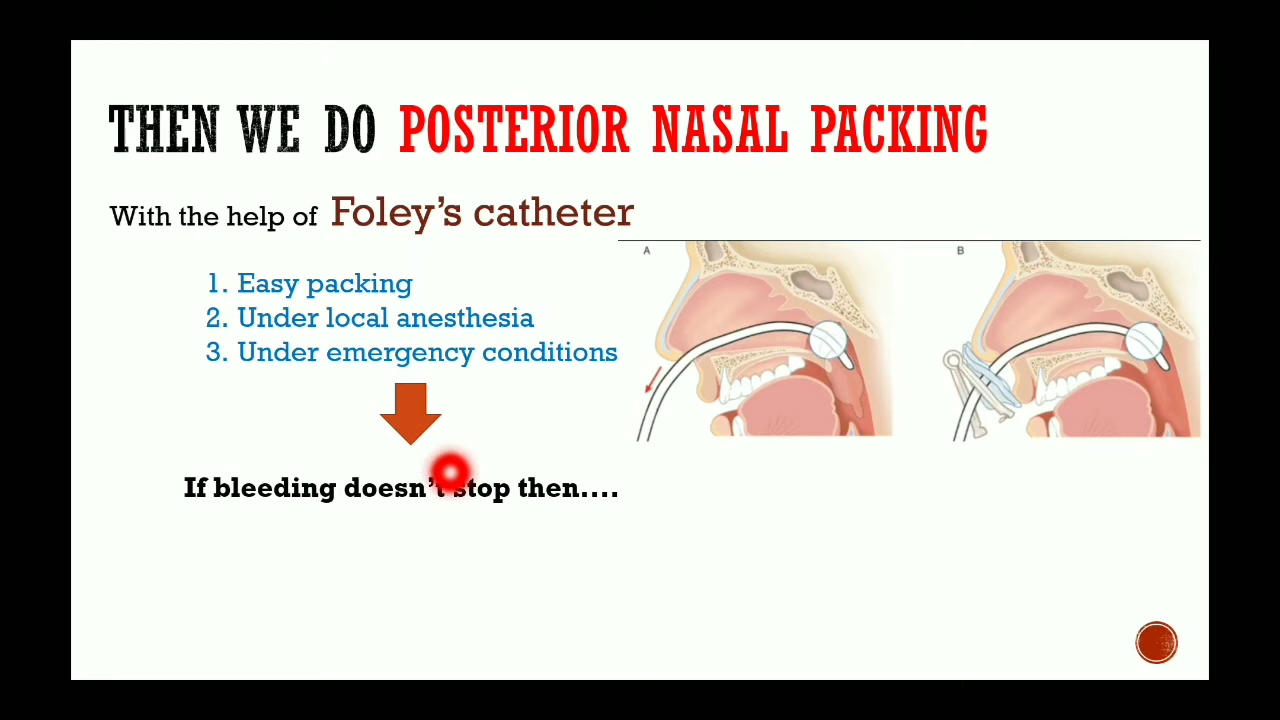 THEN WE DO POSTERIOR NASAL PACKING
With the help of Foley's catheter
1. Easy packing
2. Under local anesthesia
3. Under emergency conditions
A
B
If bleeding doesn't stop then....